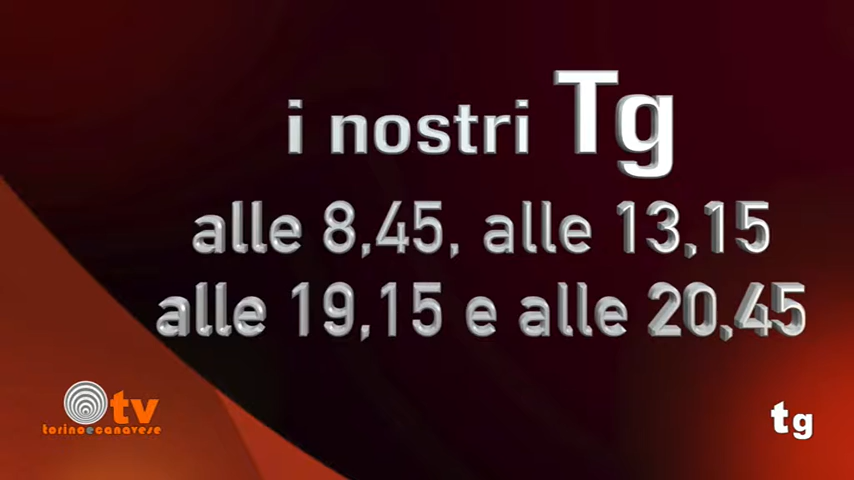 i nostri Tg
alle 8,45, alle 13,15
alle 19,15 e alle 20,45
tv
torinoecanavese
tg